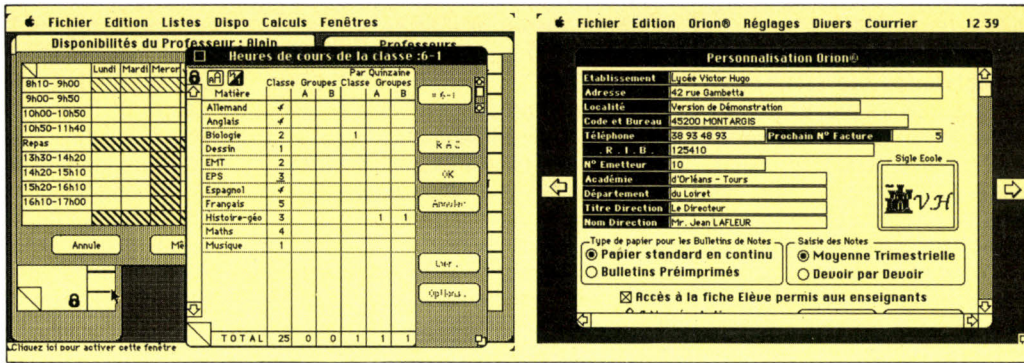 Fichier Edition Listes Dispo Calculs Fenêtres
Disponibilités du Professeur : Alain
Professeurs
Lundi Mardi
8h10- 9h00
9h00- 9h50
10h00-10h50
10h50-11h40
Repas
13h30-14h20
14h20-15h10
15h20-16h10
16h10-17h00
Annule
Cliquez ici pour activer cette fenêtre
Heures de cours de la classe :6-1
Par Quinzaine
Classe Groupes Classe Groupes
Matière A B A B
Allemand *
Anglais *
Biologie 2 1
Dessin 1
EMT 2
EPS 3
Espagnol *
Français 5
Histoire-géo 3 1 1
Maths 4
Musique 1
TOTAL 25 0 0 1 1 1
6-1
RAZ
OK
Annuler
Lier...
Options...
Fichier Edition Orion® Réglages Divers Courrier 12 39
Personnalisation Orion®
Etablissement Lycée Victor Hugo
Adresse 42 rue Gambetta
Localité Version de Démonstration
Code et Bureau 45200 MONTARGIS
Téléphone 38 93 48 93 Prochain N° Facture 5
. R . I . B . 125410
N° Emetteur 10
Académie d'Orléans - Tours
Département du Loiret
Titre Direction Le Directeur
Nom Direction Mr. Jean LAFLEUR
Sigle Ecole
V.H
Type de papier pour les Bulletins de Notes
Papier standard en continu
Bulletins Préimprimés
Saisie des Notes
Moyenne Trimestrielle
Devoir par Devoir
Accès à la fiche Elève permis aux enseignants